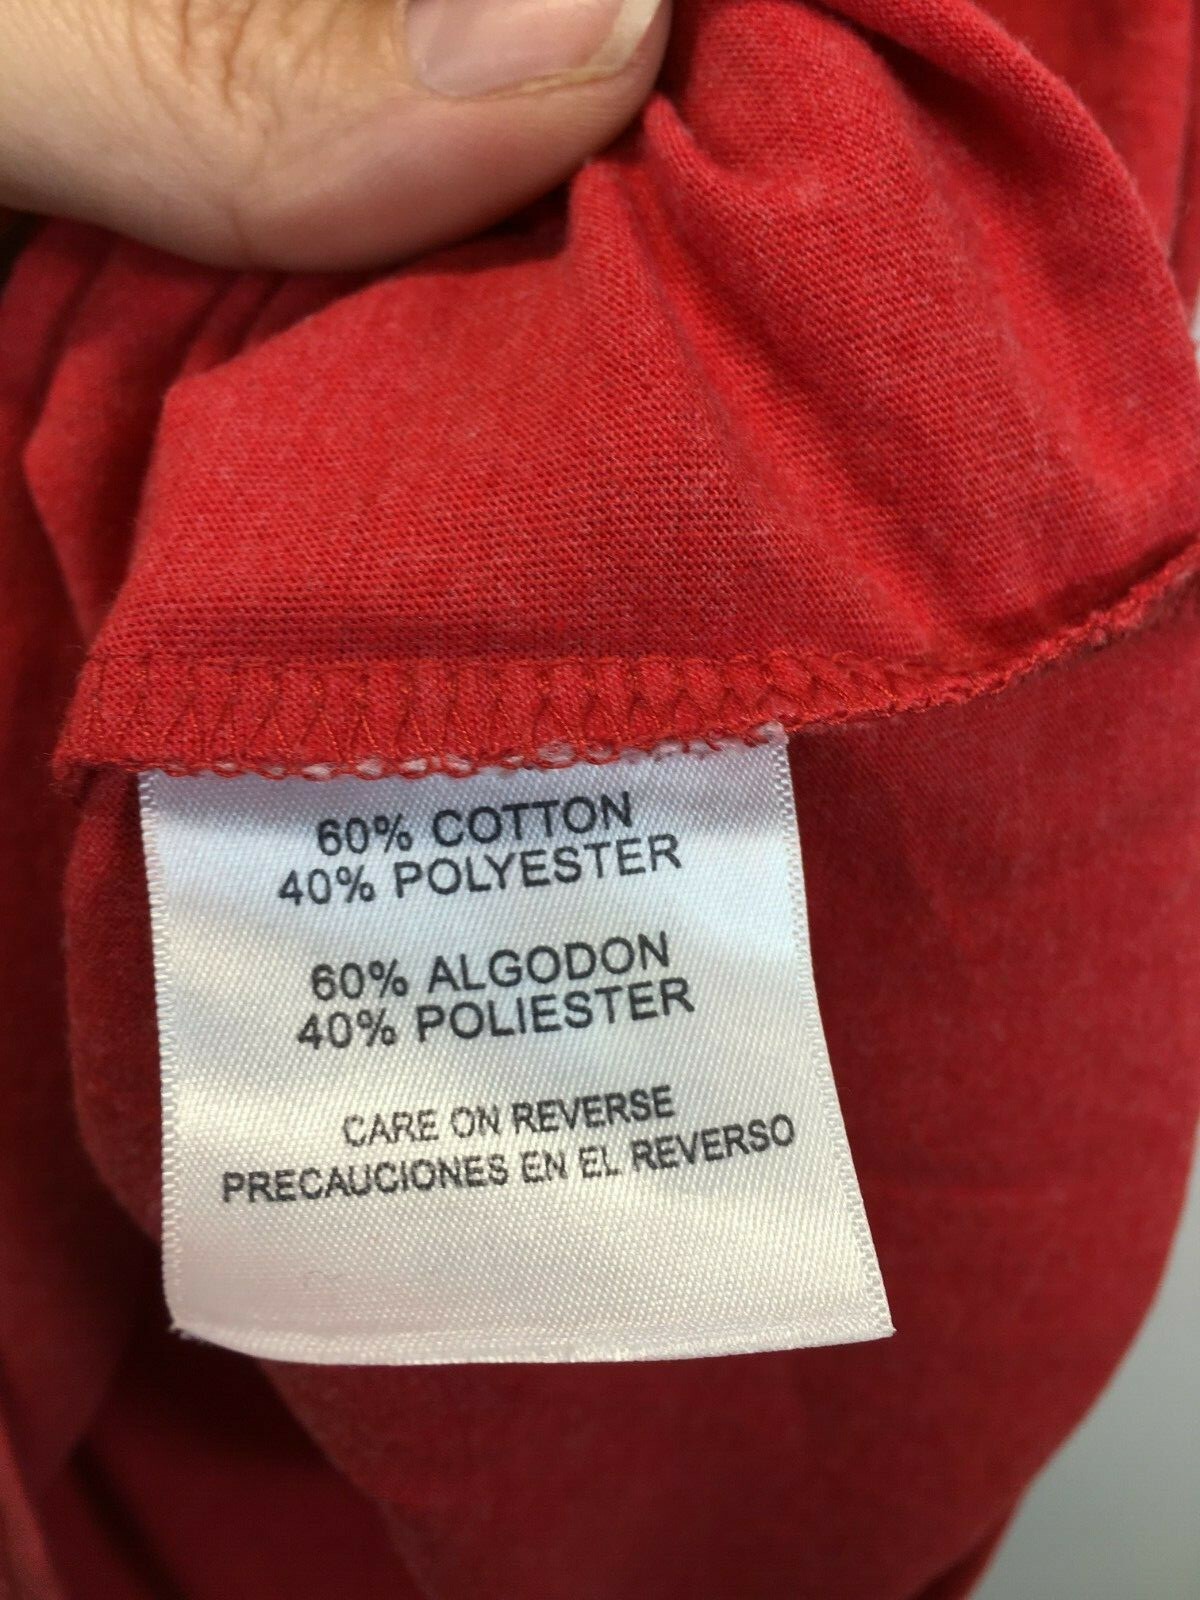 60% COTTON
40% POLYESTER
60% ALGODON
40% POLIESTER
CARE ON REVERSE
PRECAUCIONES EN EL REVERSO